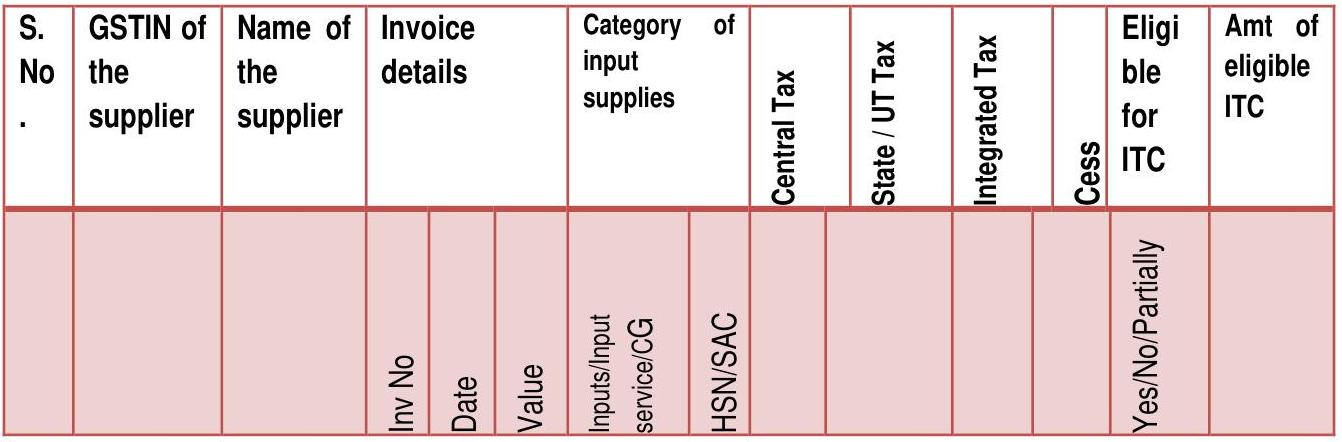 S.
No
.
GSTIN of
the
supplier
Name of
the
supplier
Invoice
details
Category of
input
supplies
Central Tax
State / UT Tax
Integrated Tax
Cess
Eligi
ble
for
ITC
Amt of
eligible
ITC
Inv No
Date
Value
Inputs/Input
service/CG
HSN/SAC
Yes/No/Partially